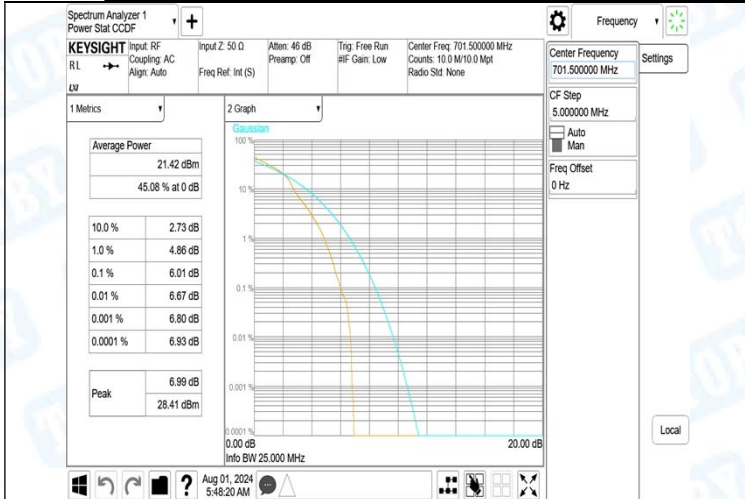 Spectrum Analyzer 1
Power Stat CCDF
Frequency
KEYSIGHT
RL
Input: RF
Coupling: AC
Align: Auto
Input Z: 50 Ω
Freq Ref: Int (S)
Atten: 46 dB
Preamp: Off
Trig: Free Run
#IF Gain: Low
Center Freq: 701.500000 MHz
Counts: 10.0 M/10.0 Mpt
Radio Std: None
Center Frequency
701.500000 MHz
Settings
CF Step
5.000000 MHz
Auto
Man
Freq Offset
0 Hz
1 Metrics
Average Power
21.42 dBm
45.08 % at 0 dB
10.0 % 2.73 dB
1.0 % 4.86 dB
0.1 % 6.01 dB
0.01 % 6.67 dB
0.001 % 6.80 dB
0.0001 % 6.93 dB
Peak 6.99 dB
28.41 dBm
2 Graph
Gaussian
100 %
10 %
1 %
0.1 %
0.01 %
0.001 %
0.0001 %
0.00 dB 20.00 dB
Info BW 25.000 MHz
Local
Aug 01, 2024
5:48:20 AM